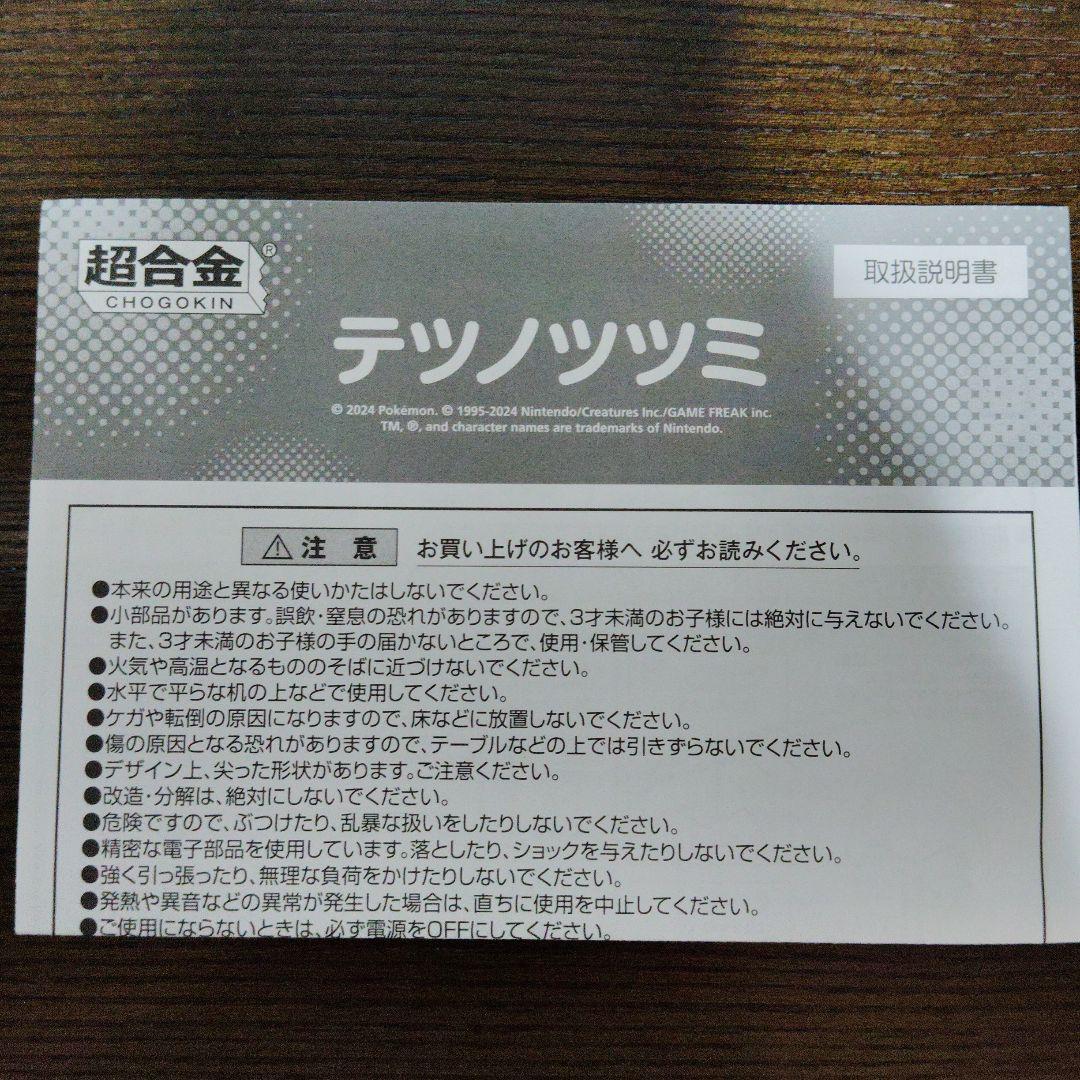 超合金®
CHOGOKIN
取扱説明書
テツノツツミ
© 2024 Pokémon. © 1995-2024 Nintendo/Creatures Inc./GAME FREAK inc.
TM, ®, and character names are trademarks of Nintendo.
⚠ 注 意 お買い上げのお客様へ 必ずお読みください。
●本来の用途と異なる使いかたはしないでください。
●小部品があります。誤飲・窒息の恐れがありますので、3才未満のお子様には絶対に与えないでください。
また、3才未満のお子様の手の届かないところで、使用・保管してください。
●火気や高温となるもののそばに近づけないでください。
●水平で平らな机の上などで使用してください。
●ケガや転倒の原因になりますので、床などに放置しないでください。
●傷の原因となる恐れがありますので、テーブルなどの上では引きずらないでください。
●デザイン上、尖った形状があります。ご注意ください。
●改造・分解は、絶対にしないでください。
●危険ですので、ぶつけたり、乱暴な扱いをしたりしないでください。
●精密な電子部品を使用しています。落としたり、ショックを与えたりしないでください。
●強く引っ張ったり、無理な負荷をかけたりしないでください。
●発熱や異音などの異常が発生した場合は、直ちに使用を中止してください。
●ご使用にならないときは、必ず電源をOFFにしてください。